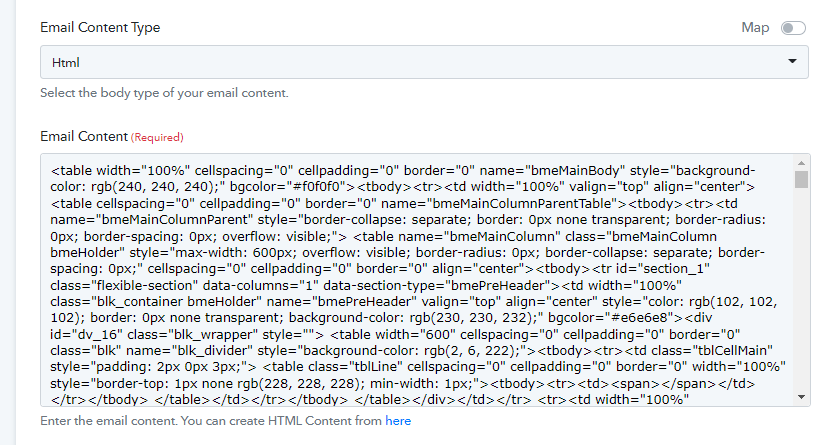 Email Content Type
Map
Html
Select the body type of your email content.
Email Content (Required)
<table width="100%" cellspacing="0" cellpadding="0" border="0" name="bmeMainBody" style="background-
color: rgb(240, 240, 240);" bgcolor="#f0f0f0"><tbody><tr><td width="100%" valign="top" align="center">
<table cellspacing="0" cellpadding="0" border="0" name="bmeMainColumnParentTable"><tbody><tr><td
name="bmeMainColumnParent" style="border-collapse: separate; border: 0px none transparent; border-radius:
0px; border-spacing: 0px; overflow: visible;"> <table name="bmeMainColumn" class="bmeMainColumn
bmeHolder" style="max-width: 600px; overflow: visible; border-radius: 0px; border-collapse: separate; border-
spacing: 0px;" cellspacing="0" cellpadding="0" border="0" align="center"><tbody><tr id="section_1"
class="flexible-section" data-columns="1" data-section-type="bmePreHeader"><td width="100%"
class="blk_container bmeHolder" name="bmePreHeader" valign="top" align="center" style="color: rgb(102, 102,
102); border: 0px none transparent; background-color: rgb(230, 230, 232);" bgcolor="#e6e6e8"><div
id="dv_16" class="blk_wrapper" style=""> <table width="600" cellspacing="0" cellpadding="0" border="0"
class="blk" name="blk_divider" style="background-color: rgb(2, 6, 222);"><tbody><tr><td class="tblCellMain"
style="padding: 2px 0px 3px;"> <table class="tblLine" cellspacing="0" cellpadding="0" border="0" width="100%"
style="border-top: 1px none rgb(228, 228, 228); min-width: 1px;"><tbody><tr><td><span></span></td>
</tr></tbody> </table></td></tr></tbody> </table></div></td></tr> <tr><td width="100%"
Enter the email content. You can create HTML Content from here